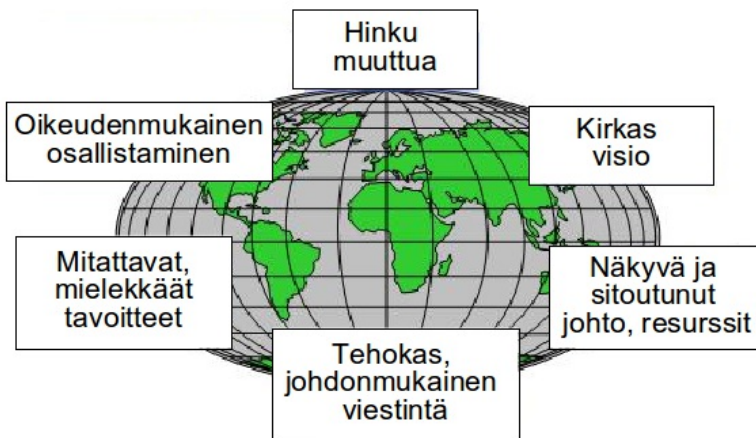 Hinku
muuttua
Oikeudenmukainen
osallistaminen
Kirkas
visio
Mitattavat,
mielekkäät
tavoitteet
Näkyvä ja
sitoutunut
johto, resurssit
Tehokas,
johdonmukainen
viestintä